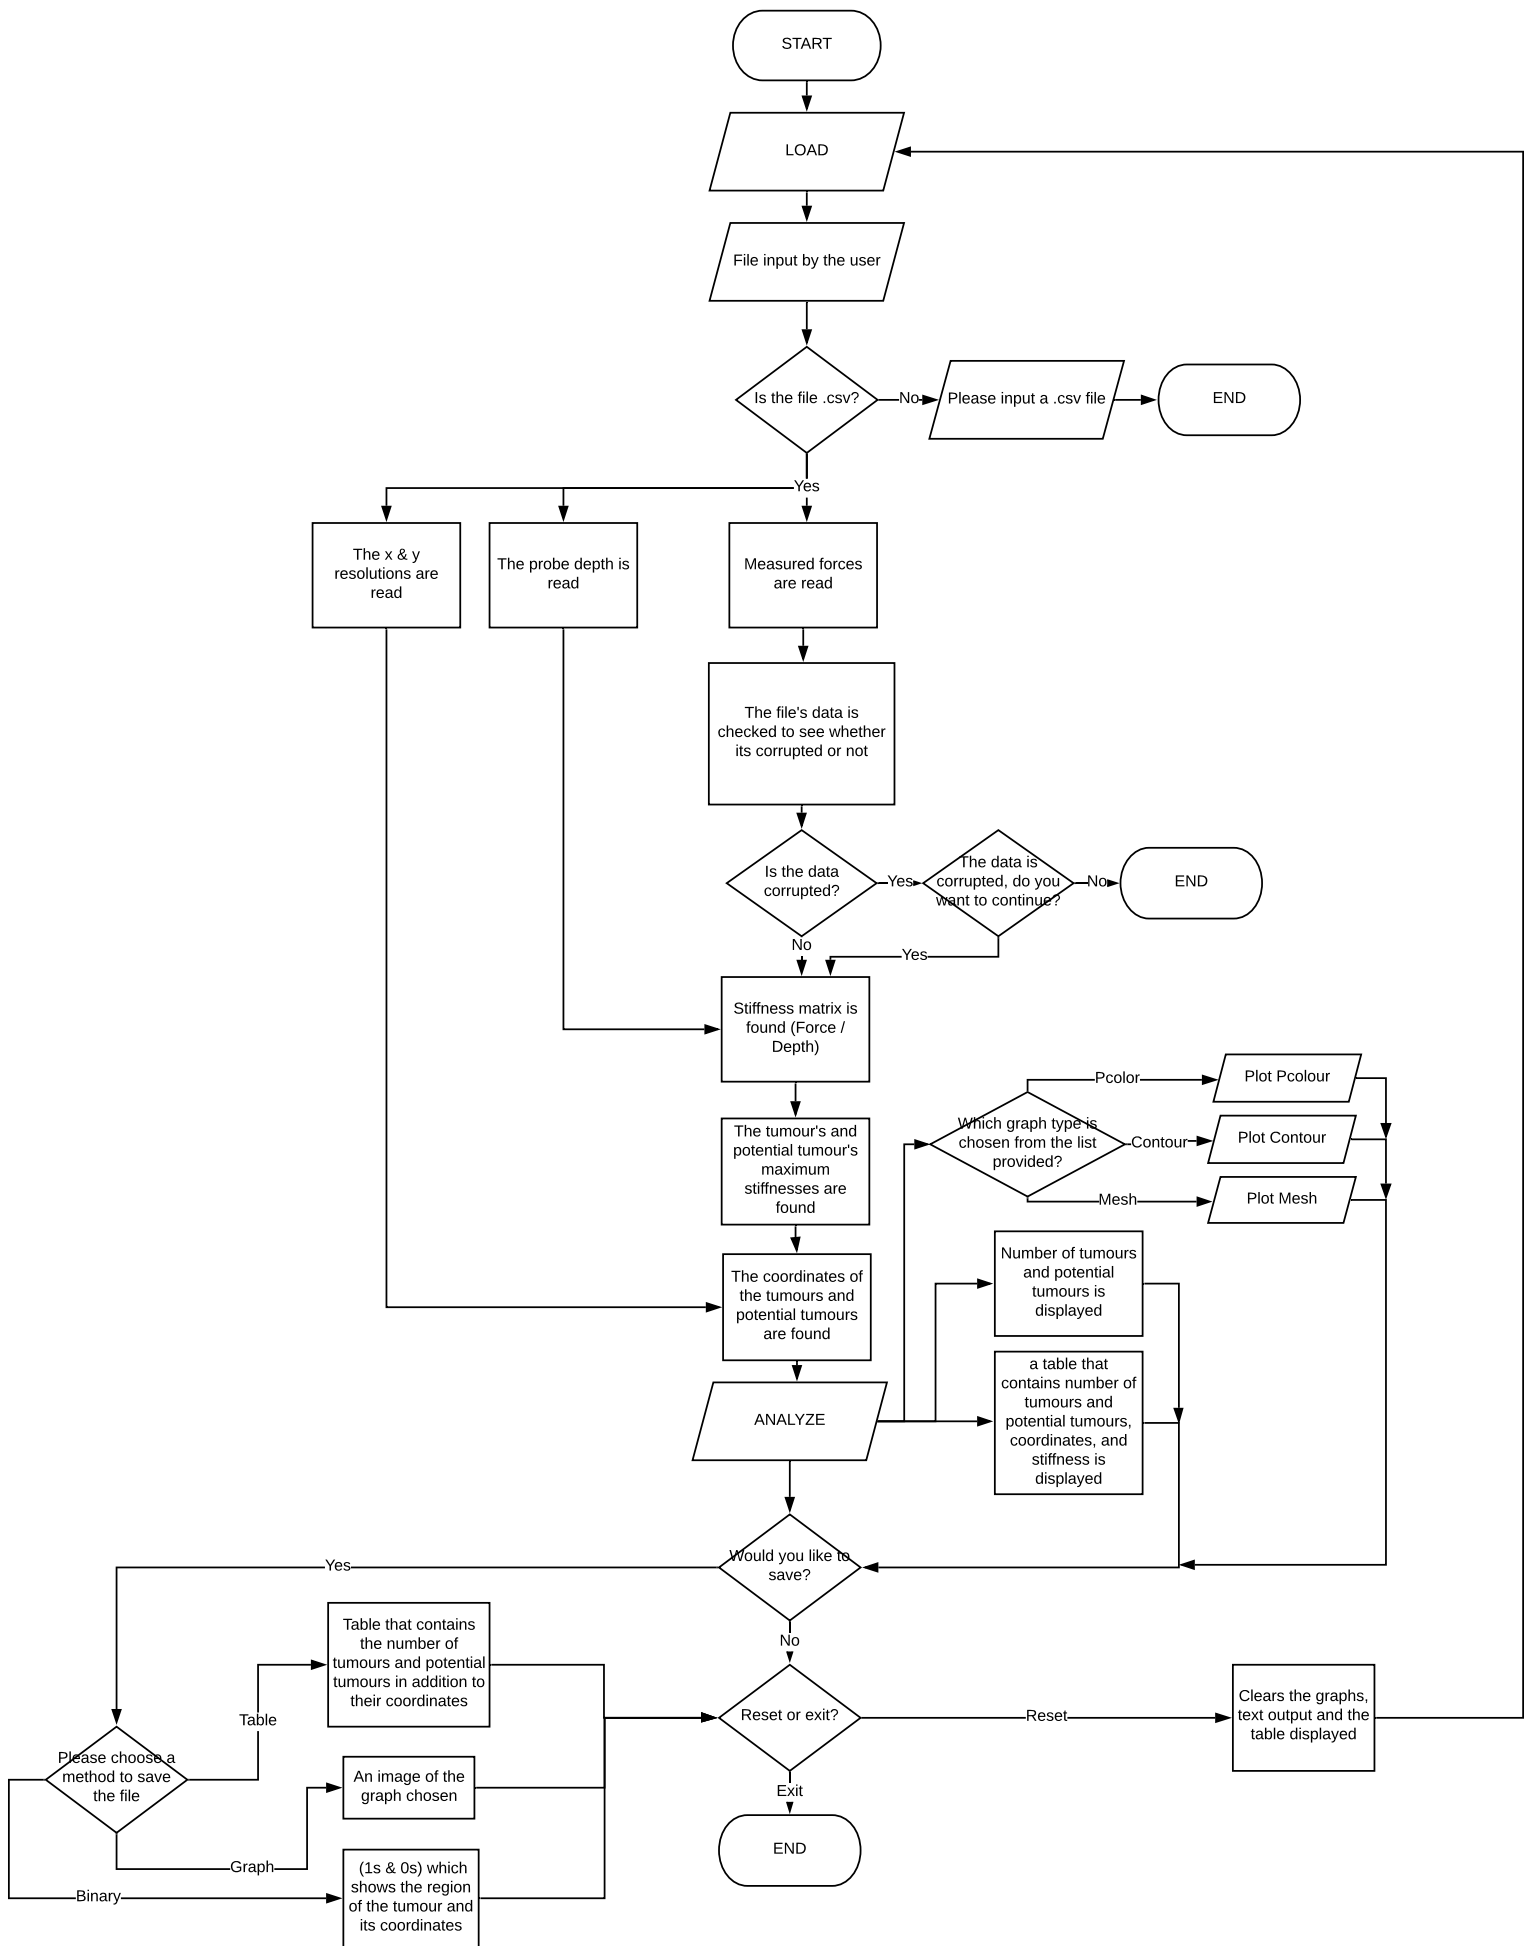 START
LOAD
File input by the user
Is the file .csv?
No
Please input a .csv file
END
Yes
The x & y
resolutions are
read
The probe depth is
read
Measured forces
are read
The file's data is
checked to see whether
its corrupted or not
Is the data
corrupted?
Yes
The data is
corrupted, do you
want to continue?
No
END
No
Yes
Stiffness matrix is
found (Force /
Depth)
The tumour's and
potential tumour's
maximum
stiffnesses are
found
The coordinates of
the tumours and
potential tumours
are found
ANALYZE
Which graph type is
chosen from the list
provided?
Pcolor
Plot Pcolour
Contour
Plot Contour
Mesh
Plot Mesh
Number of tumours
and potential
tumours is
displayed
a table that
contains number of
tumours and
potential tumours,
coordinates, and
stiffness is
displayed
Would you like to
save?
Yes
No
Please choose a
method to save
the file
Table
Table that contains
the number of
tumours and potential
tumours in addition to
their coordinates
Graph
An image of the
graph chosen
Binary
(1s & 0s) which
shows the region
of the tumour and
its coordinates
Reset or exit?
Reset
Clears the graphs,
text output and the
table displayed
Exit
END